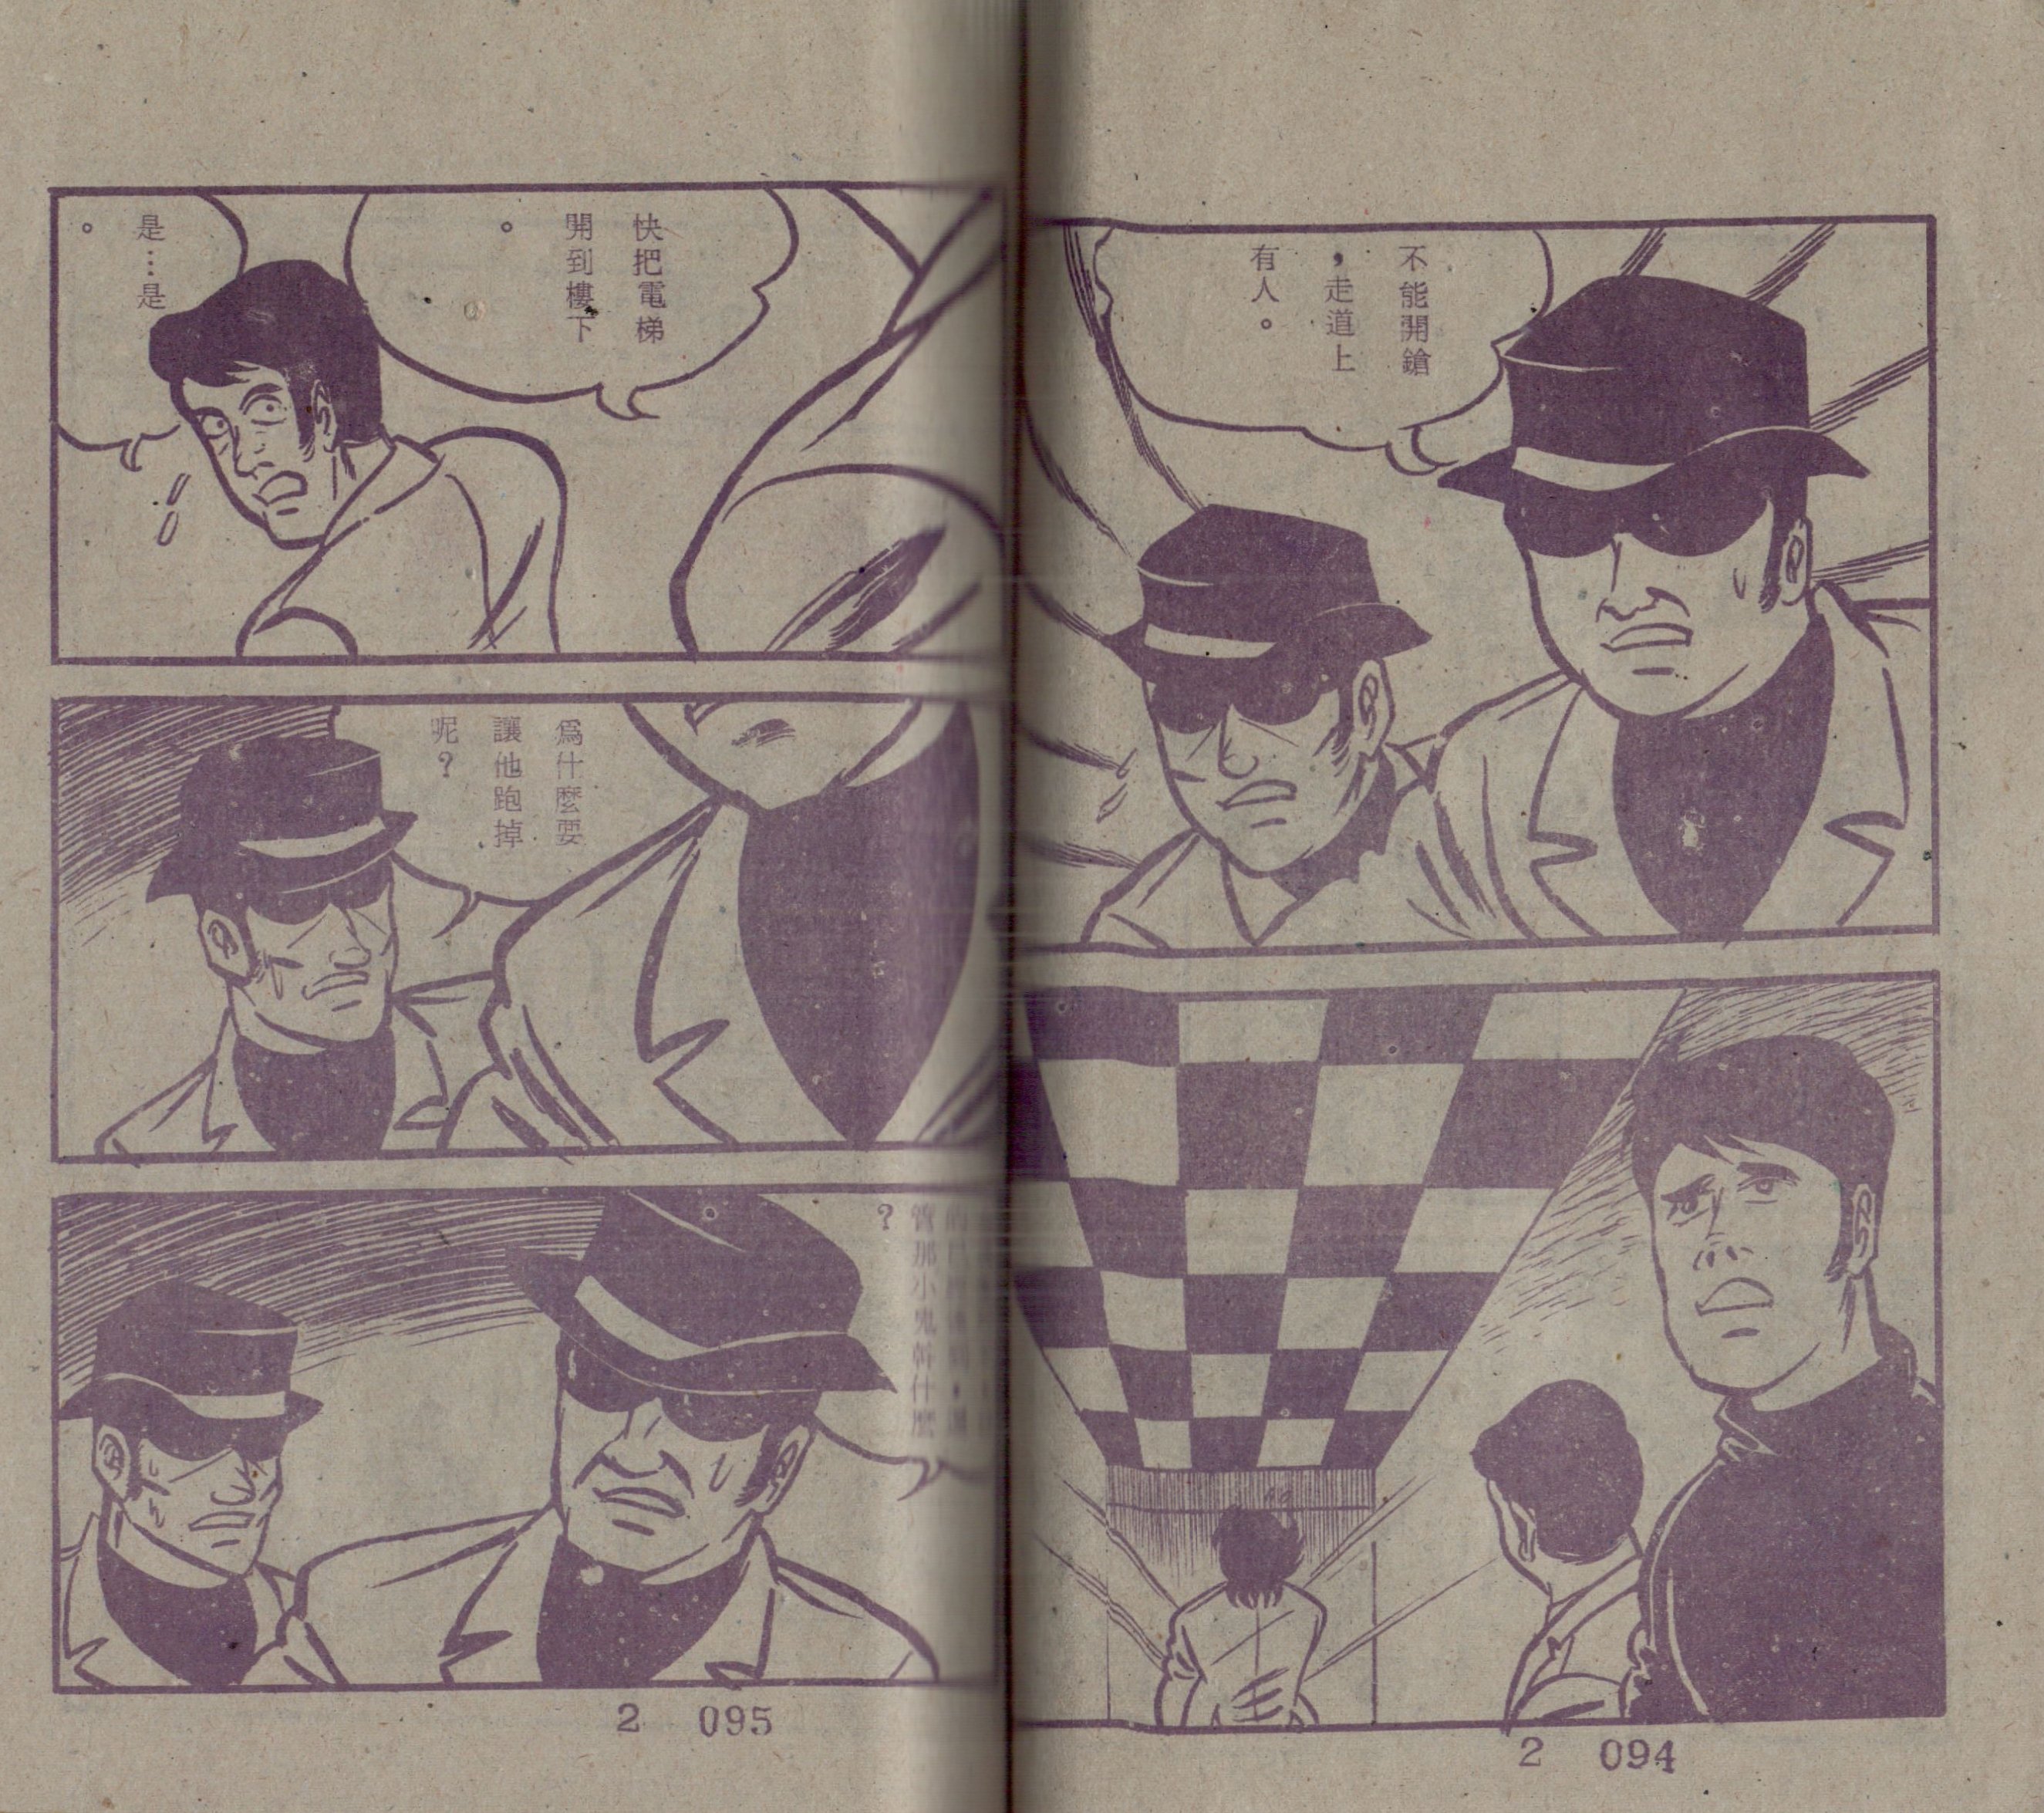 不能開鎗
，走道上
有人。
2 094
快把電梯
開到樓下
。
是…是
。
為什麼要
讓他跑掉
呢？
管那小鬼幹什麼
？
2 095